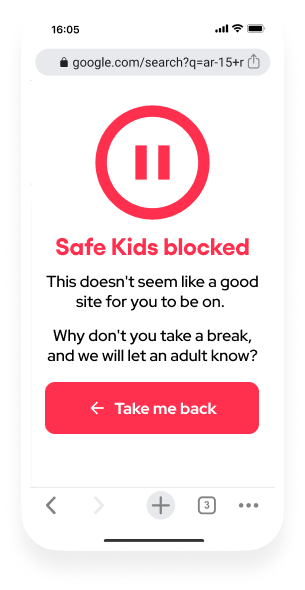 16:05
google.com/search?q=ar-15+r
Safe Kids blocked
This doesn't seem like a good
site for you to be on.
Why don't you take a break,
and we will let an adult know?
Take me back
3